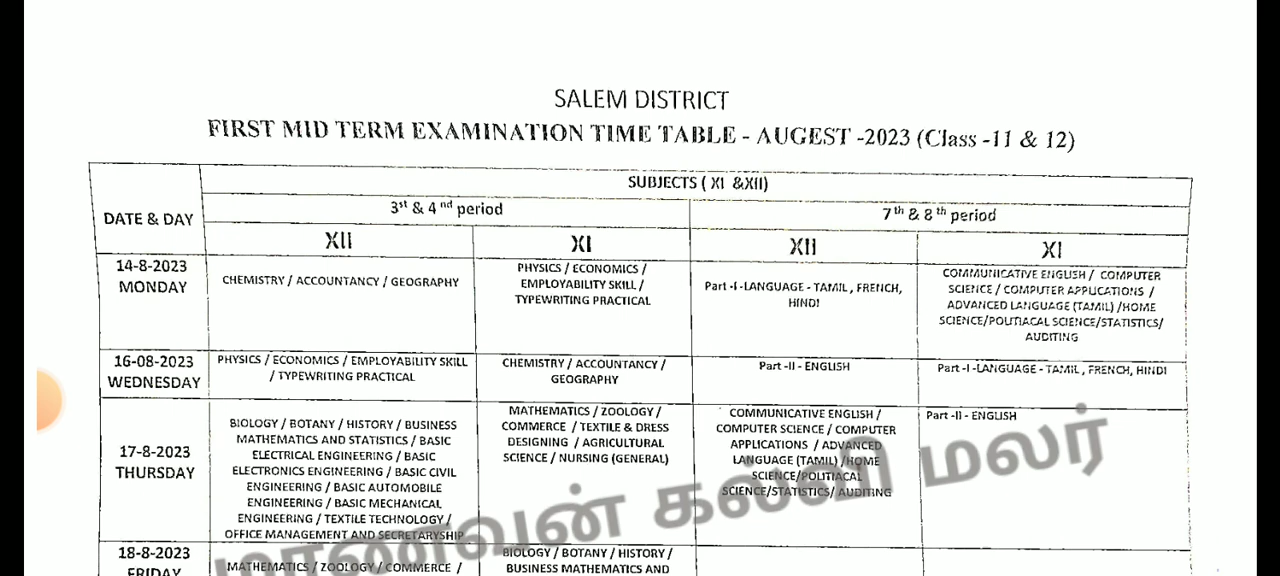 SALEM DISTRICT
FIRST MID TERM EXAMINATION TIME TABLE - AUGEST -2023 (Class -11 & 12)
DATE & DAY
SUBJECTS ( XI &XII)
3st & 4 nd period
7th & 8th period
XII
XI
XII
XI
14-8-2023
MONDAY
CHEMISTRY / ACCOUNTANCY / GEOGRAPHY
PHYSICS / ECONOMICS /
EMPLOYABILITY SKILL /
TYPEWRITING PRACTICAL
Part -I -LANGUAGE - TAMIL , FRENCH,
HINDI
COMMUNICATIVE ENGLISH / COMPUTER
SCIENCE / COMPUTER APPLICATIONS /
ADVANCED LANGUAGE (TAMIL) /HOME
SCIENCE/POLITIACAL SCIENCE/STATISTICS/
AUDITING
16-08-2023
WEDNESDAY
PHYSICS / ECONOMICS / EMPLOYABILITY SKILL
/ TYPEWRITING PRACTICAL
CHEMISTRY / ACCOUNTANCY /
GEOGRAPHY
Part -II - ENGLISH
Part -I -LANGUAGE - TAMIL , FRENCH, HINDI
17-8-2023
THURSDAY
BIOLOGY / BOTANY / HISTORY / BUSINESS
MATHEMATICS AND STATISTICS / BASIC
ELECTRICAL ENGINEERING / BASIC
ELECTRONICS ENGINEERING / BASIC CIVIL
ENGINEERING / BASIC AUTOMOBILE
ENGINEERING / BASIC MECHANICAL
ENGINEERING / TEXTILE TECHNOLOGY /
OFFICE MANAGEMENT AND SECRETARYSHIP
MATHEMATICS / ZOOLOGY /
COMMERCE / TEXTILE & DRESS
DESIGNING / AGRICULTURAL
SCIENCE / NURSING (GENERAL)
COMMUNICATIVE ENGLISH /
COMPUTER SCIENCE / COMPUTER
APPLICATIONS / ADVANCED
LANGUAGE (TAMIL) /HOME
SCIENCE/POLITIACAL
SCIENCE/STATISTICS/ AUDITING
Part -II - ENGLISH
மாணவன் கல்வி மலர்
18-8-2023
FRIDAY
MATHEMATICS / ZOOLOGY / COMMERCE /
BIOLOGY / BOTANY / HISTORY /
BUSINESS MATHEMATICS AND